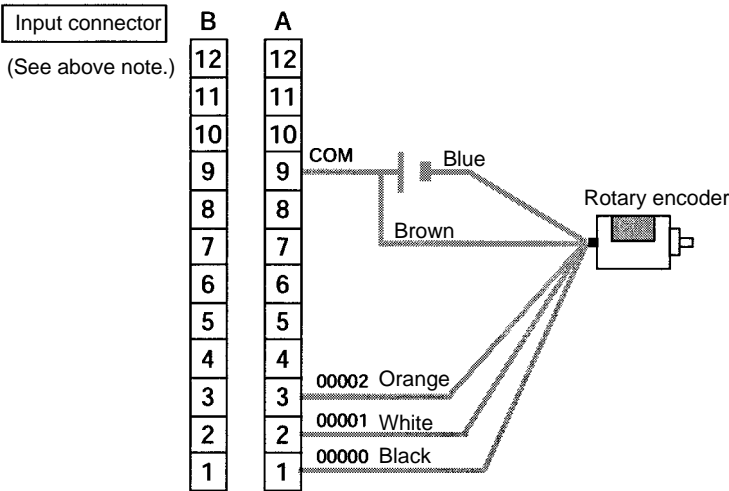 Input connector
(See above note.)
B A
12 12
11 11
10 10
9 9 COM Blue
Rotary encoder
8 8
Brown
7 7
6 6
5 5
4 4
3 3 00002 Orange
2 2 00001 White
1 1 00000 Black